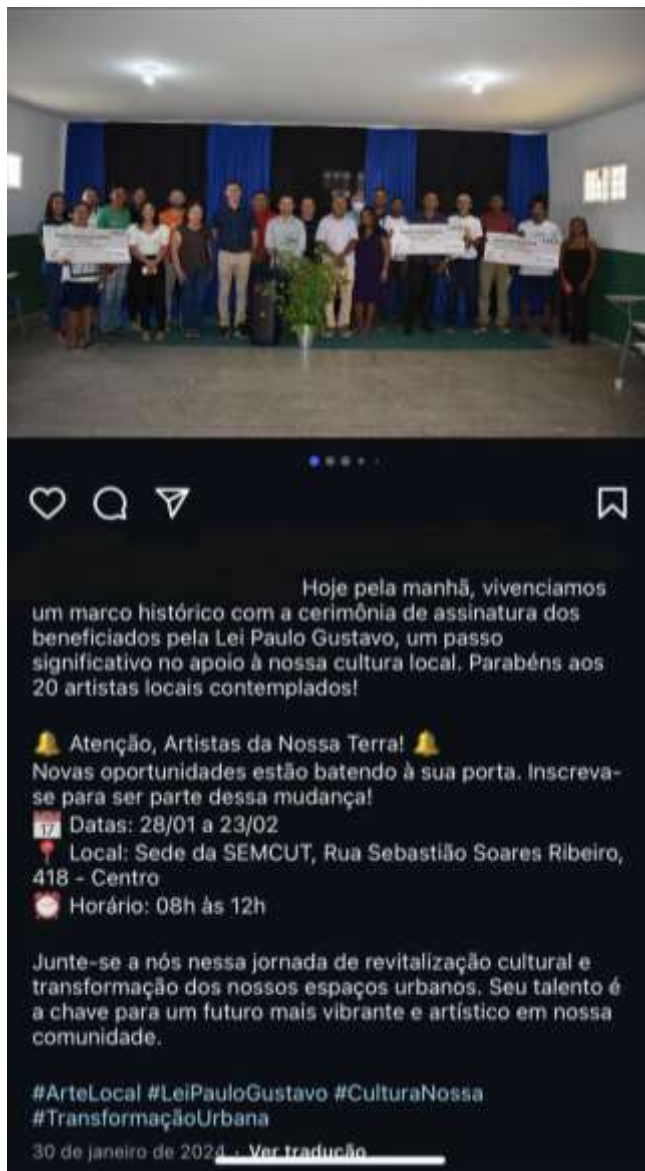 Hoje pela manhã, vivenciamos
um marco histórico com a cerimônia de assinatura dos
beneficiados pela Lei Paulo Gustavo, um passo
significativo no apoio à nossa cultura local. Parabéns aos
20 artistas locais contemplados!
🔔 Atenção, Artistas da Nossa Terra! 🔔
Novas oportunidades estão batendo à sua porta. Inscreva-
se para ser parte dessa mudança!
📅 Datas: 28/01 a 23/02
📍 Local: Sede da SEMCUT, Rua Sebastião Soares Ribeiro,
418 - Centro
⏰ Horário: 08h às 12h
Junte-se a nós nessa jornada de revitalização cultural e
transformação dos nossos espaços urbanos. Seu talento é
a chave para um futuro mais vibrante e artístico em nossa
comunidade.
#ArteLocal #LeiPauloGustavo #CulturaNossa
#TransformaçãoUrbana
30 de janeiro de 2024 · Ver tradução